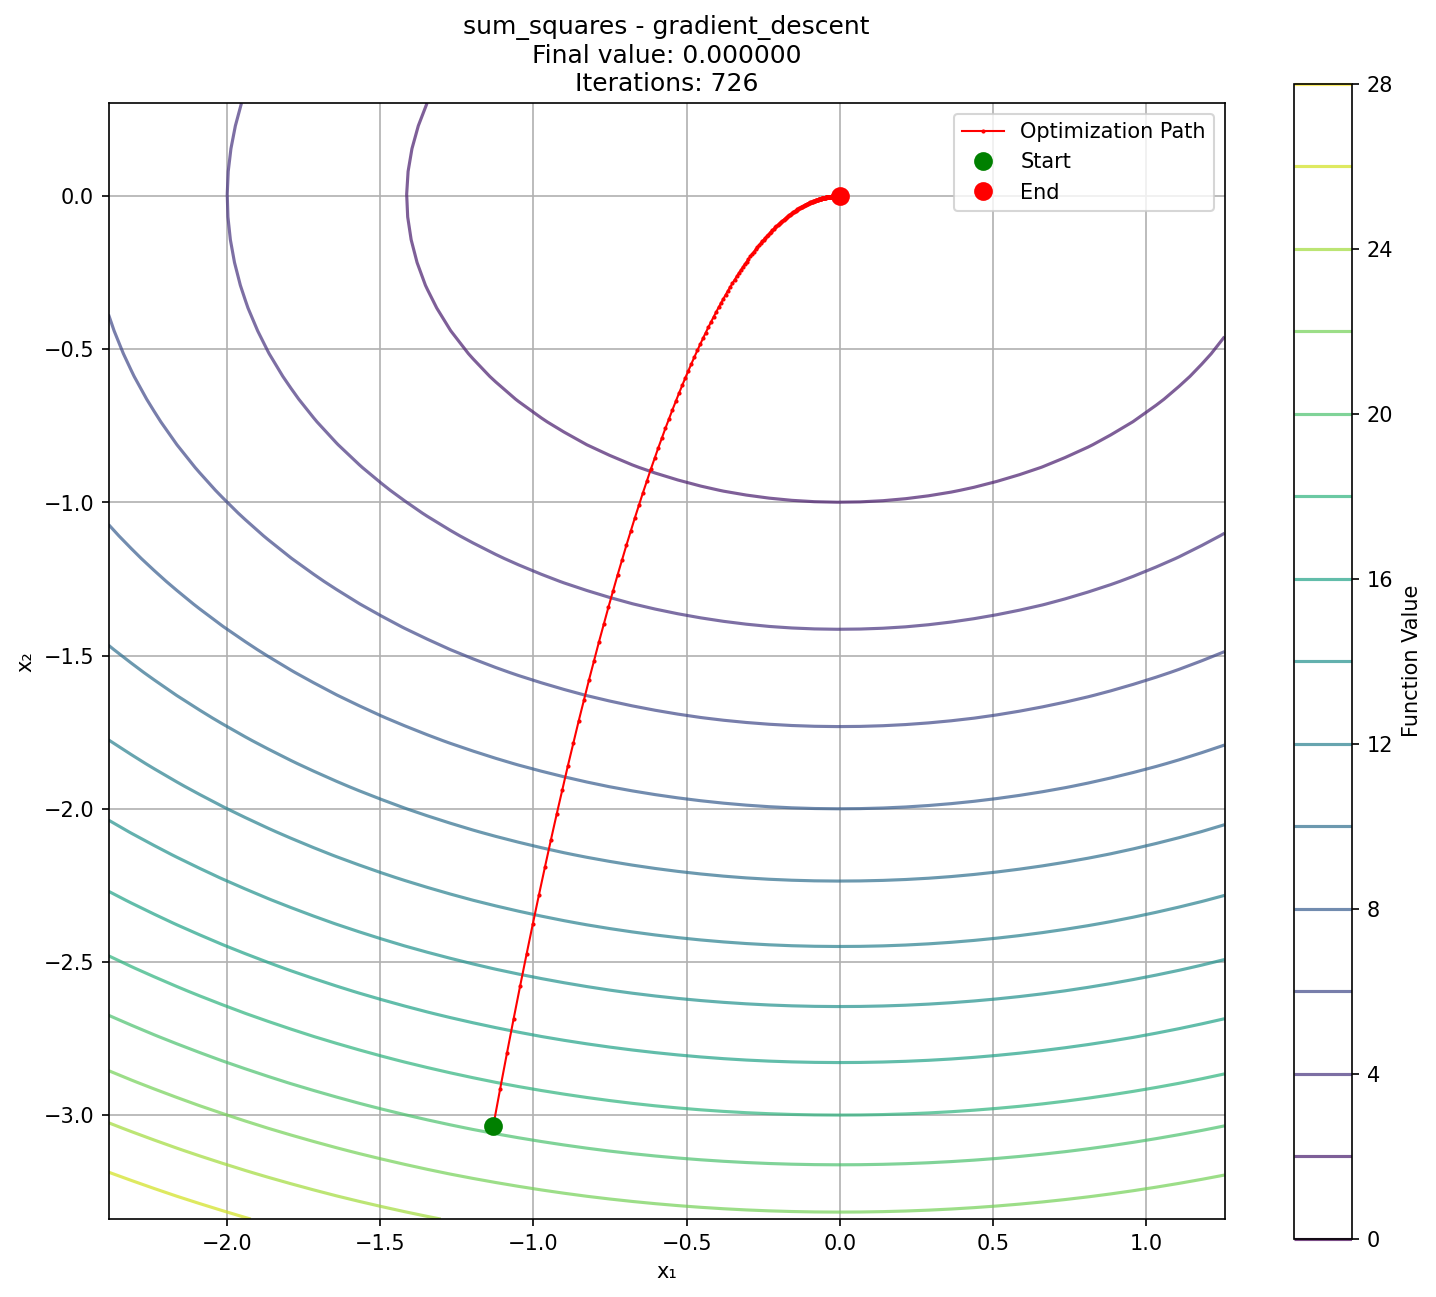 sum_squares - gradient_descent
Final value: 0.000000
Iterations: 726
Optimization Path
Start
End
0.0
−0.5
−1.0
−1.5
−2.0
−2.5
−3.0
x₂
−2.0 −1.5 −1.0 −0.5 0.0 0.5 1.0
x₁
28
24
20
16
12
8
4
0
Function Value